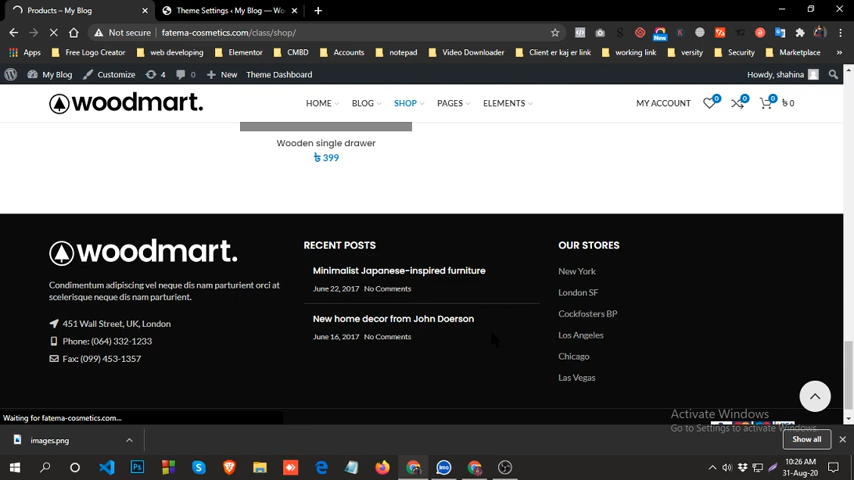 Products – My Blog
Theme Settings ‹ My Blog — Wo
Not secure
fatema-cosmetics.com/class/shop/
Apps
Free Logo Creator
web developing
Elementor
CMBD
Accounts
notepad
Video Downloader
Client er kaj er link
working link
versity
Security
Marketplace
My Blog
Customize
4
0
New
Theme Dashboard
Howdy, shahina
woodmart.
HOME
BLOG
SHOP
PAGES
ELEMENTS
MY ACCOUNT
0
0
0
৳ 0
Wooden single drawer
৳ 399
woodmart.
Condimentum adipiscing vel neque dis nam parturient orci at
scelerisque neque dis nam parturient.
451 Wall Street, UK, London
Phone: (064) 332-1233
Fax: (099) 453-1357
RECENT POSTS
Minimalist Japanese-inspired furniture
June 22, 2017 No Comments
New home decor from John Doerson
June 16, 2017 No Comments
OUR STORES
New York
London SF
Cockfosters BP
Los Angeles
Chicago
Las Vegas
Waiting for fatema-cosmetics.com...
Activate Windows
Go to Settings to activate Windows.
images.png
Show all
10:26 AM
31-Aug-20